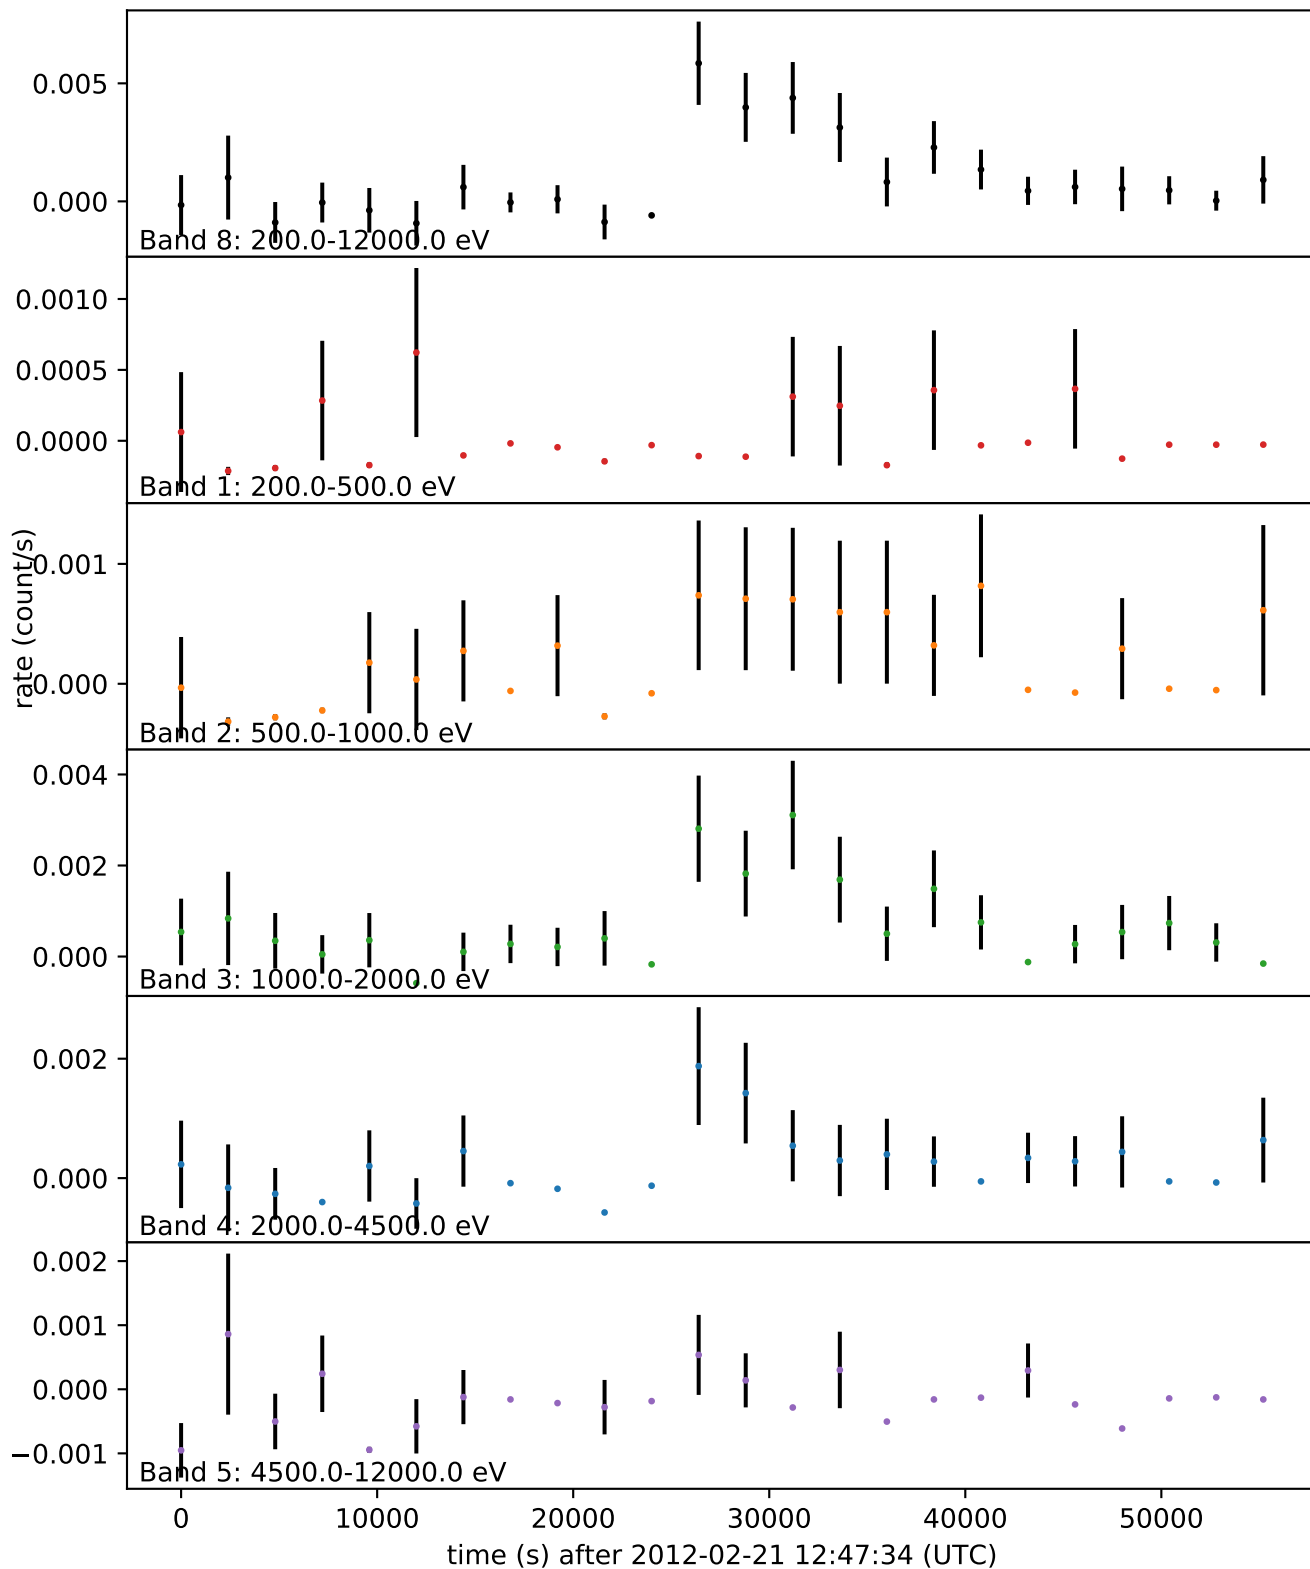 0.005
0.000
Band 8: 200.0-12000.0 eV
0.0010
0.0005
0.0000
Band 1: 200.0-500.0 eV
rate (count/s)
0.001
0.000
Band 2: 500.0-1000.0 eV
0.004
0.002
0.000
Band 3: 1000.0-2000.0 eV
0.002
0.000
Band 4: 2000.0-4500.0 eV
0.002
0.001
0.000
−0.001
Band 5: 4500.0-12000.0 eV
0 10000 20000 30000 40000 50000
time (s) after 2012-02-21 12:47:34 (UTC)